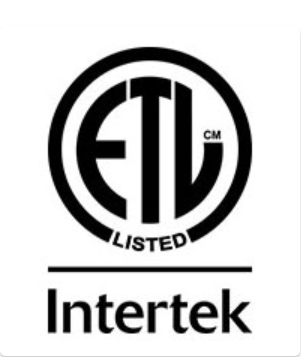 ETL
CM
LISTED
Intertek